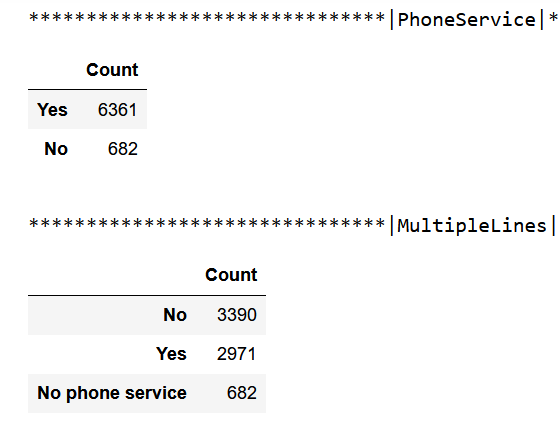 *******************************|PhoneService|*
Count
Yes 6361
No 682
*******************************|MultipleLines|
Count
No 3390
Yes 2971
No phone service 682